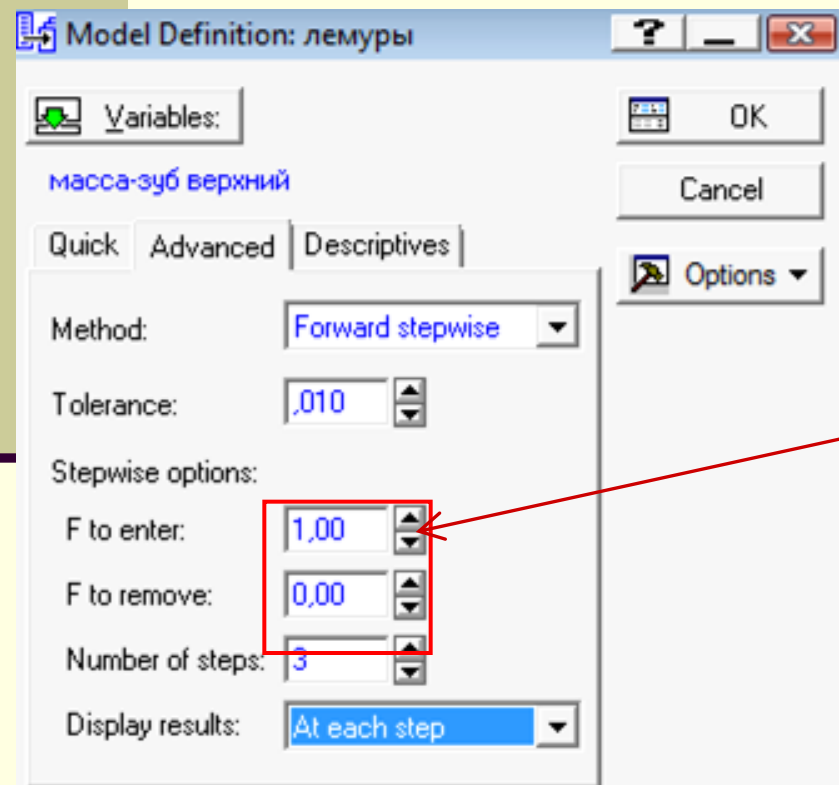 Model Definition: лемуры
Variables:
OK
масса-зуб верхний
Cancel
Quick Advanced Descriptives
Options
Method: Forward stepwise
Tolerance: ,010
Stepwise options:
F to enter: 1,00
F to remove: 0,00
Number of steps: 3
Display results: At each step